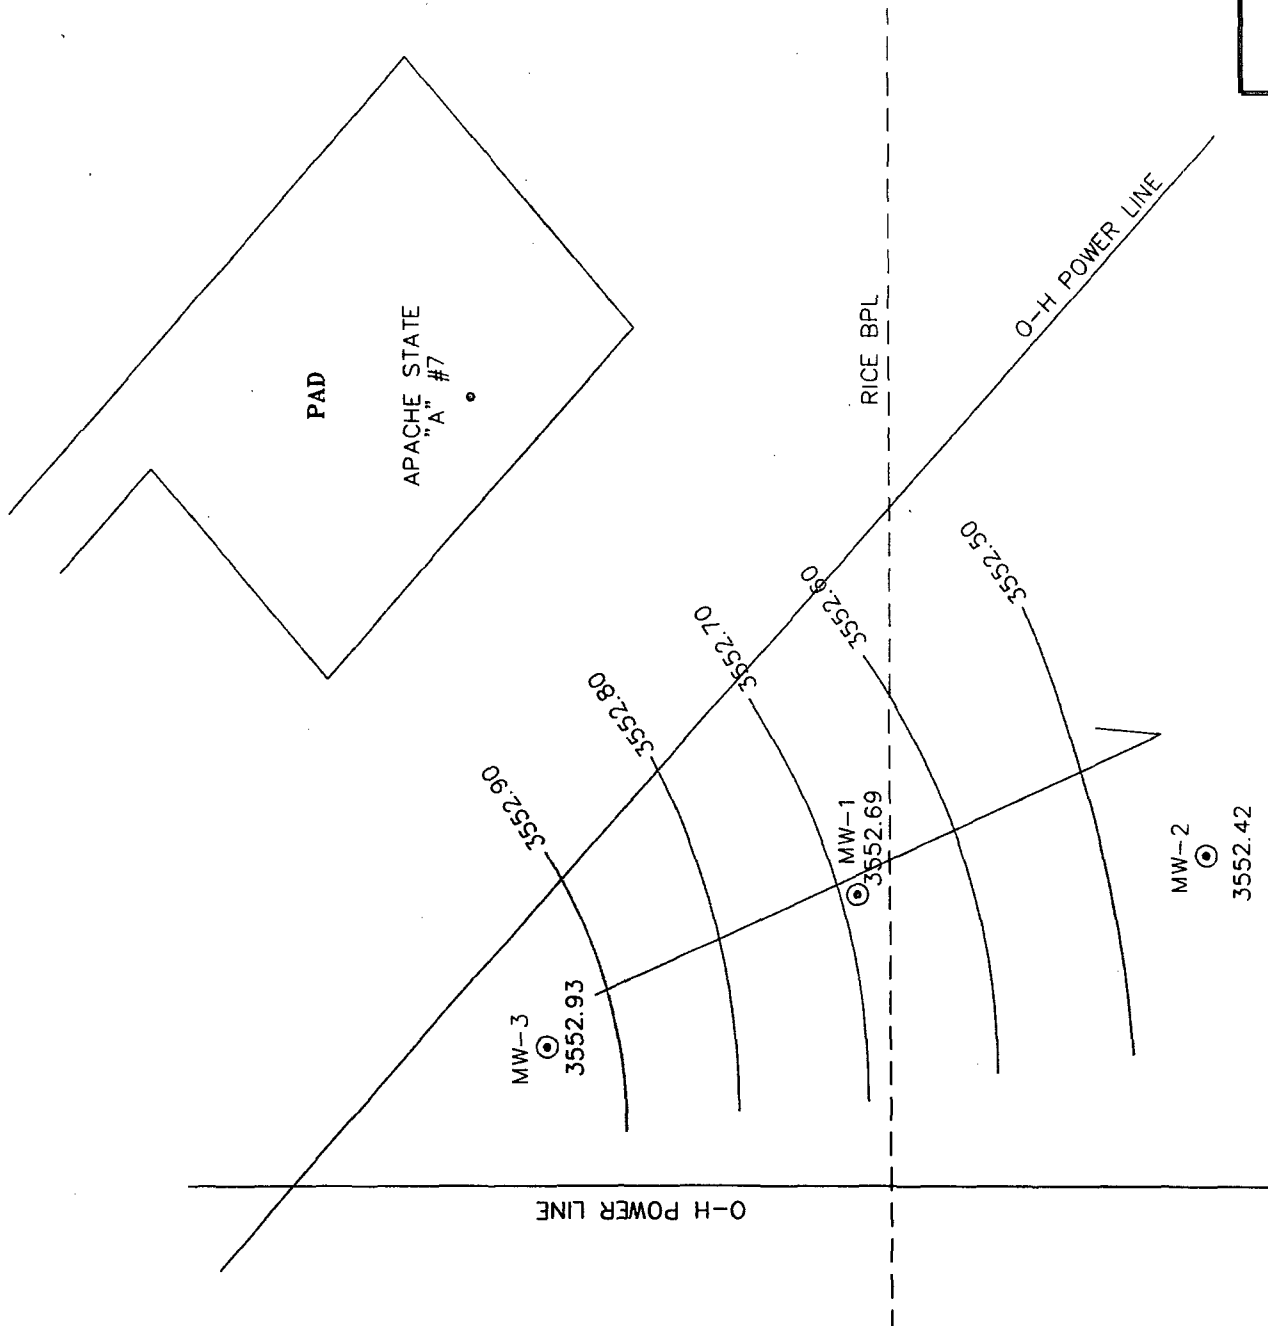 PAD
APACHE STATE
"A" #7
RICE BPL
O-H POWER LINE
3552.50
3552.60
3552.70
3552.80
3552.90
MW-1
3552.69
MW-2
3552.42
MW-3
3552.93
O-H POWER LINE